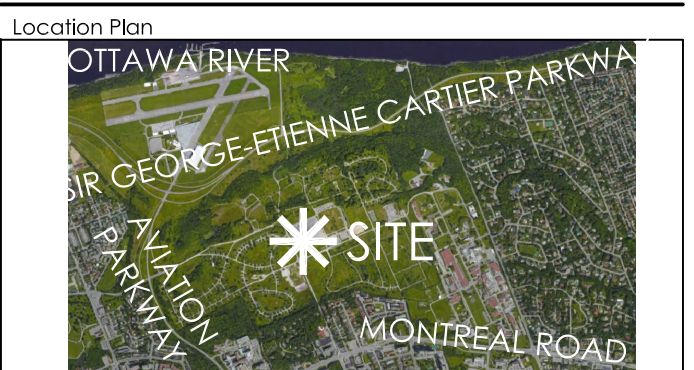 Location Plan
OTTAWA RIVER
SIR GEORGE-ETIENNE CARTIER PARKWAY
AVIATION
PARKWAY
SITE
MONTREAL ROAD